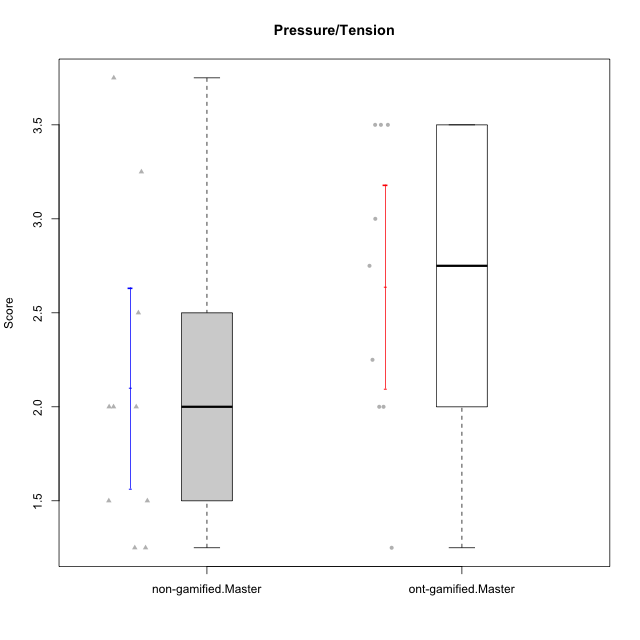 Pressure/Tension
Score
3.5
3.0
2.5
2.0
1.5
non-gamified.Master
ont-gamified.Master